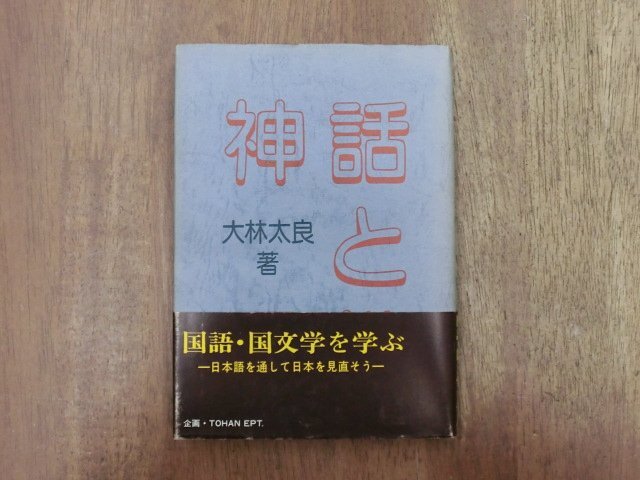 神話と
大林太良
著
国語・国文学を学ぶ
—日本語を通して日本を見直そう—
企画・TOHAN EPT.